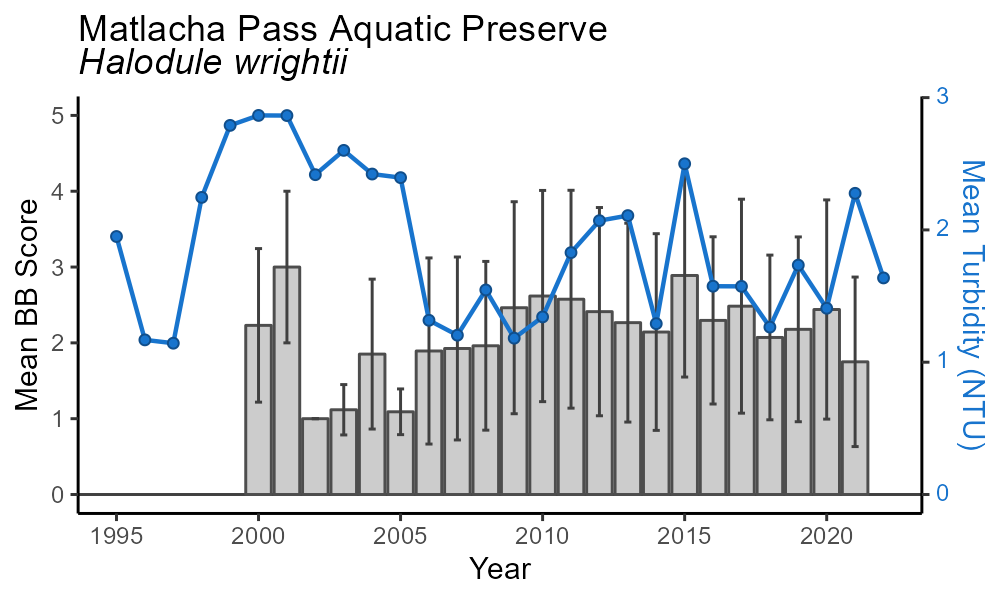 Matlacha Pass Aquatic Preserve
Halodule wrightii
Mean BB Score
5
4
3
2
1
0
3
2
1
0
Mean Turbidity (NTU)
1995 2000 2005 2010 2015 2020
Year